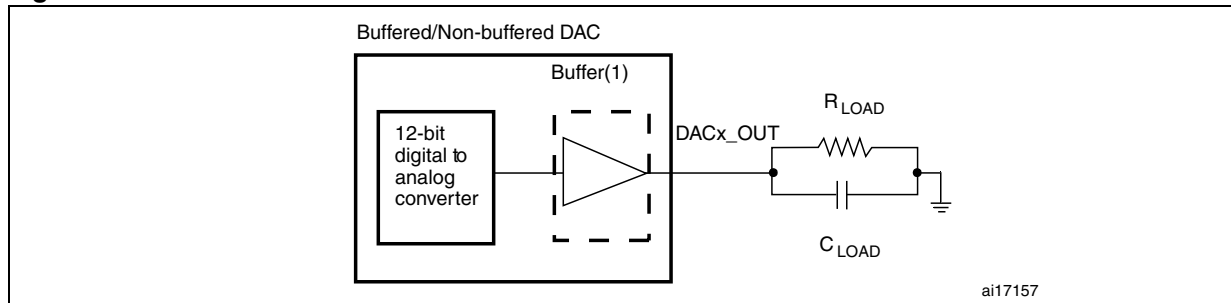 Buffered/Non-buffered DAC
Buffer(1)
12-bit
digital to
analog
converter
DACx_OUT
R LOAD
C LOAD
ai17157